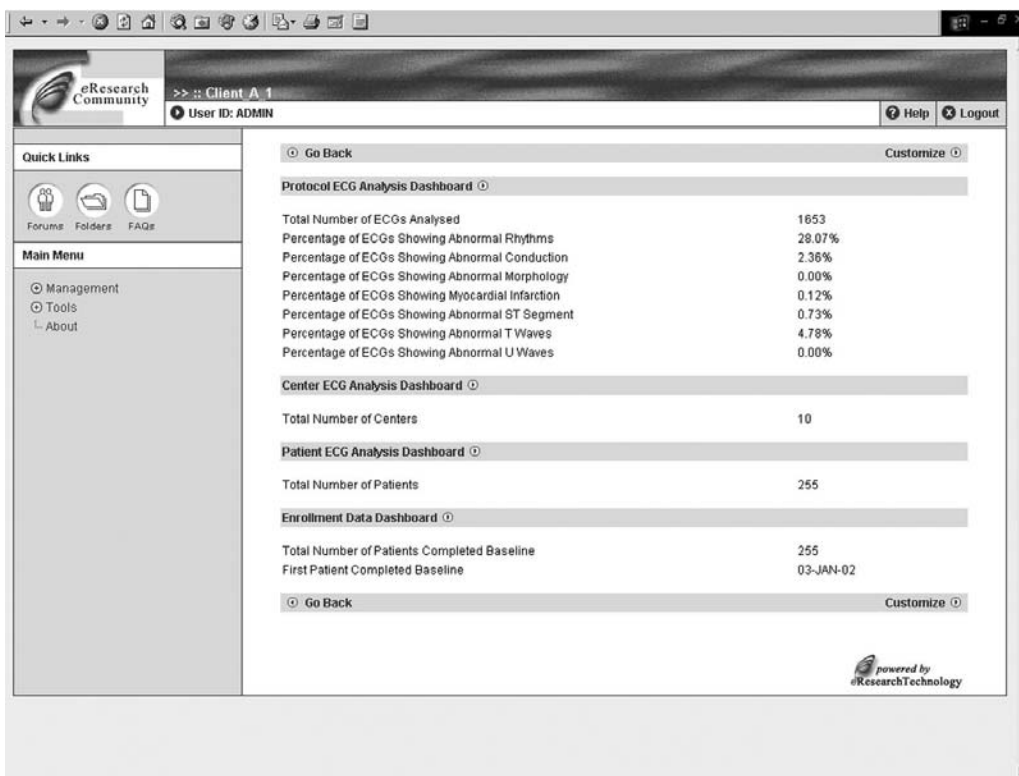 eResearch
Community
>> :: Client_A_1
User ID: ADMIN
Help
Logout
Quick Links
Forums Folders FAQs
Main Menu
Management
Tools
About
Go Back Customize
Protocol ECG Analysis Dashboard
Total Number of ECGs Analysed 1653
Percentage of ECGs Showing Abnormal Rhythms 28.07%
Percentage of ECGs Showing Abnormal Conduction 2.36%
Percentage of ECGs Showing Abnormal Morphology 0.00%
Percentage of ECGs Showing Myocardial Infarction 0.12%
Percentage of ECGs Showing Abnormal ST Segment 0.73%
Percentage of ECGs Showing Abnormal T Waves 4.78%
Percentage of ECGs Showing Abnormal U Waves 0.00%
Center ECG Analysis Dashboard
Total Number of Centers 10
Patient ECG Analysis Dashboard
Total Number of Patients 255
Enrollment Data Dashboard
Total Number of Patients Completed Baseline 255
First Patient Completed Baseline 03-JAN-02
Go Back Customize
powered by
eResearchTechnology